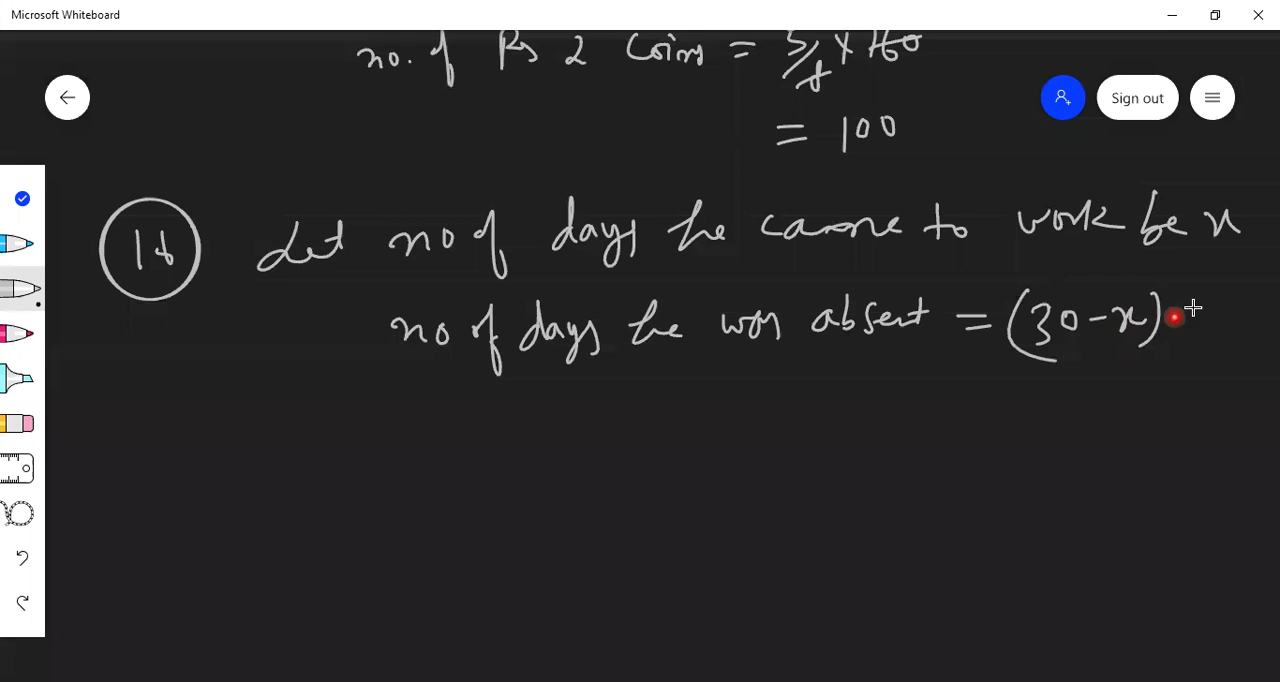 Microsoft Whiteboard
no. of Rs 2 Coins = 5/8 × 160
Sign out
= 100
16 Let no of days he came to work be x
no of days he was absent = (30-x)